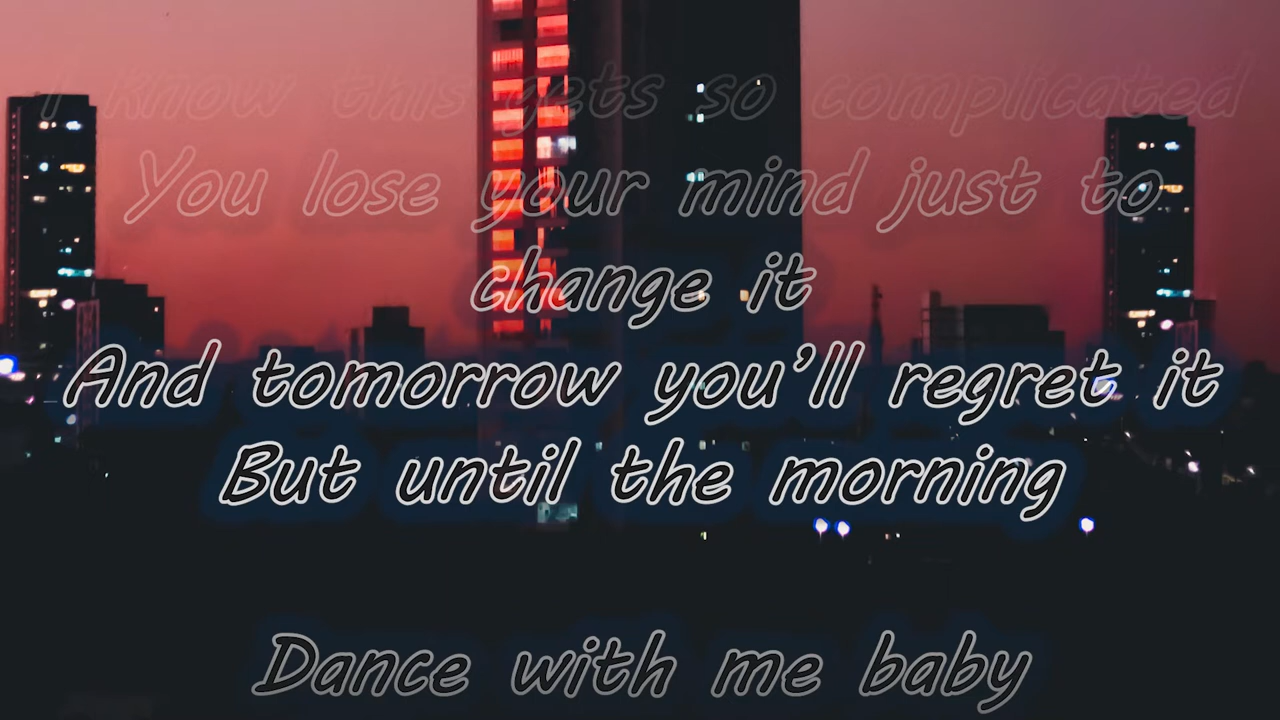 I know this gets so complicated
You lose your mind just to
change it
And tomorrow you’ll regret it
But until the morning
Dance with me baby